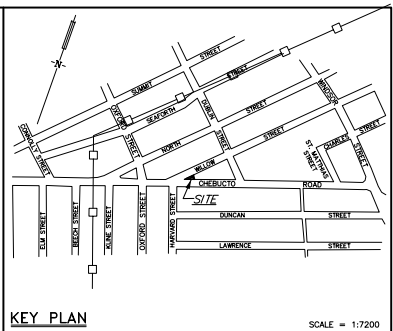 N
SUMMIT STREET
CONNOLLY STREET
OXFORD STREET
SEAFORTH STREET
DUBLIN STREET
WINDSOR STREET
NORTH STREET
WILLOW STREET
CHARLES STREET
ST. MATHIAS STREET
CHEBUCTO ROAD
SITE
ELM STREET
BEECH STREET
KLINE STREET
OXFORD STREET
HARVARD STREET
DUNCAN STREET
LAWRENCE STREET
KEY PLAN
SCALE = 1:7200